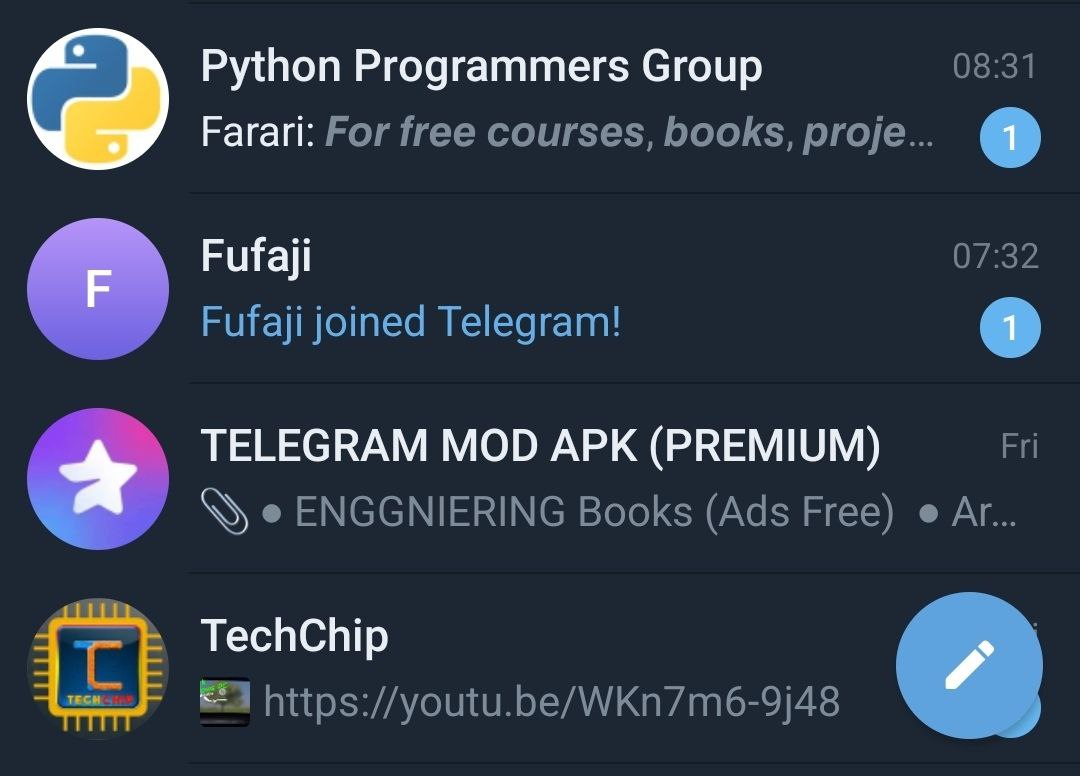 Python Programmers Group 08:31
Farari: For free courses, books, proje... 1
F
Fufaji 07:32
Fufaji joined Telegram! 1
TELEGRAM MOD APK (PREMIUM) Fri
📎 ● ENGGNIERING Books (Ads Free) ● Ar...
TechChip
TECHCHIP
https://youtu.be/WKn7m6-9j48